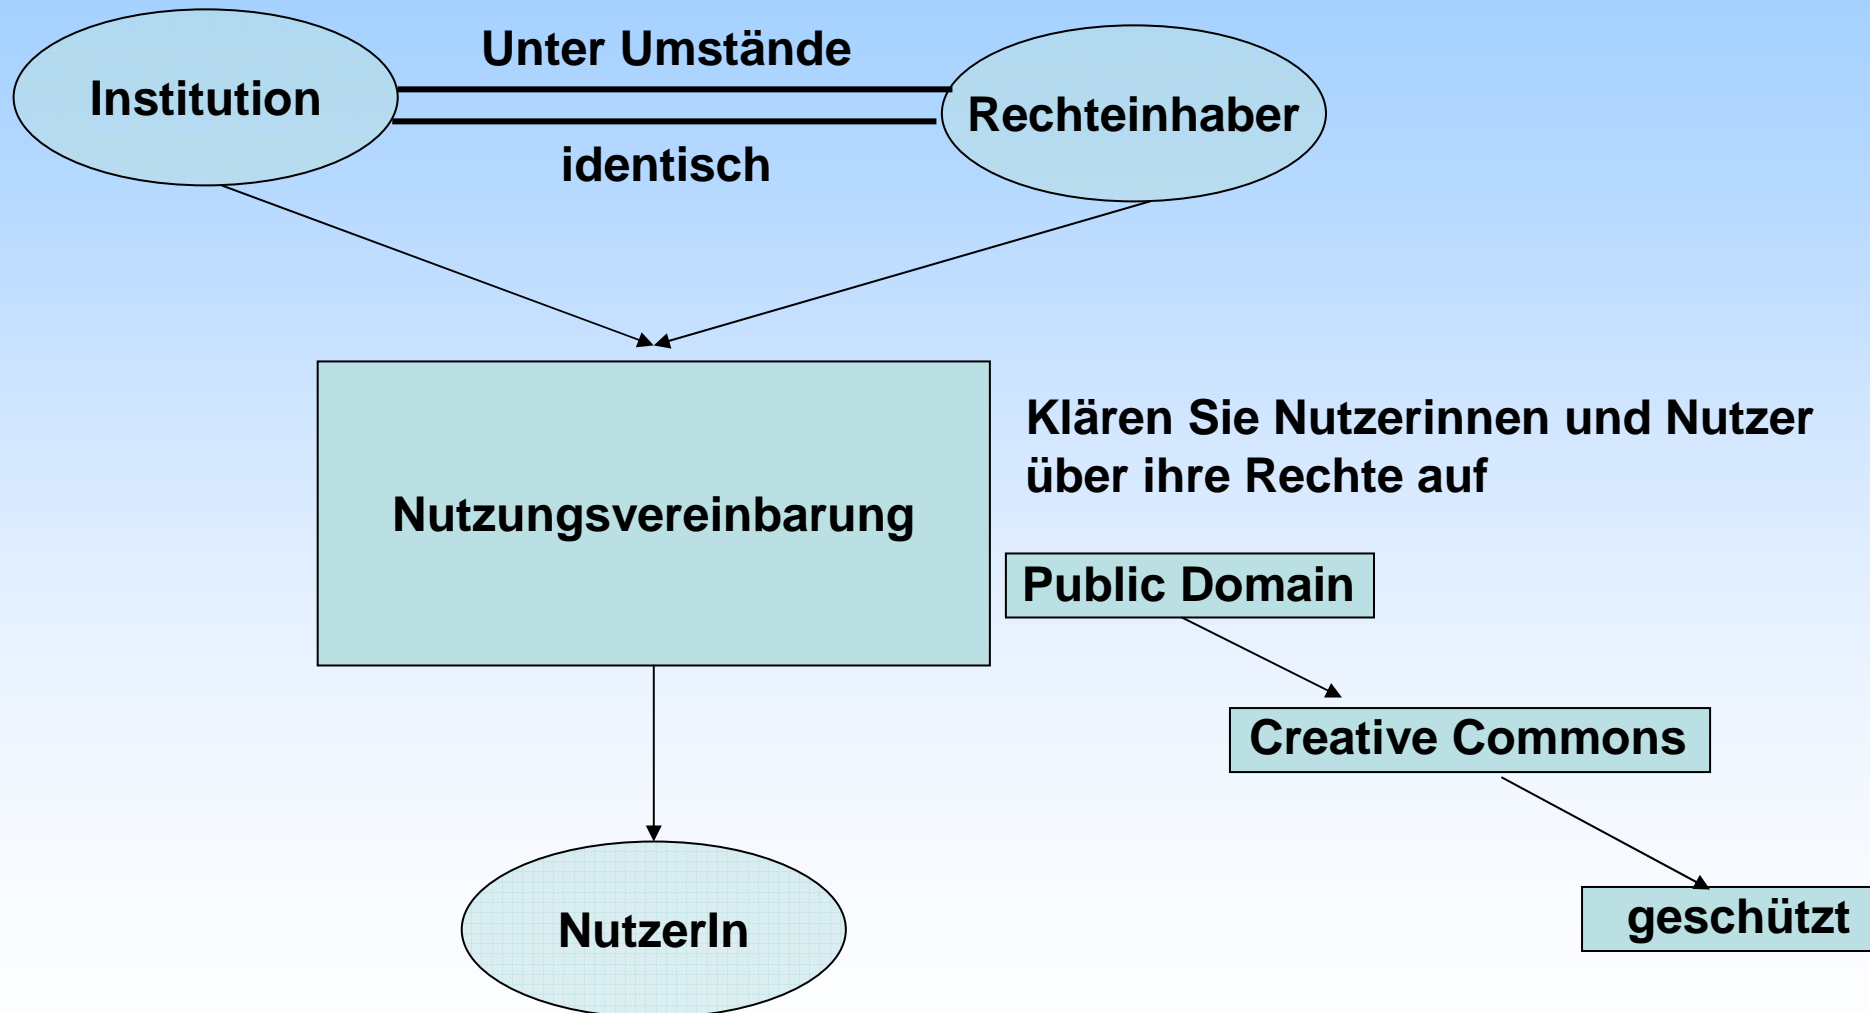 Unter Umstände
Institution
Rechteinhaber
identisch
Klären Sie Nutzerinnen und Nutzer
über ihre Rechte auf
Nutzungsvereinbarung
Public Domain
Creative Commons
geschützt
NutzerIn